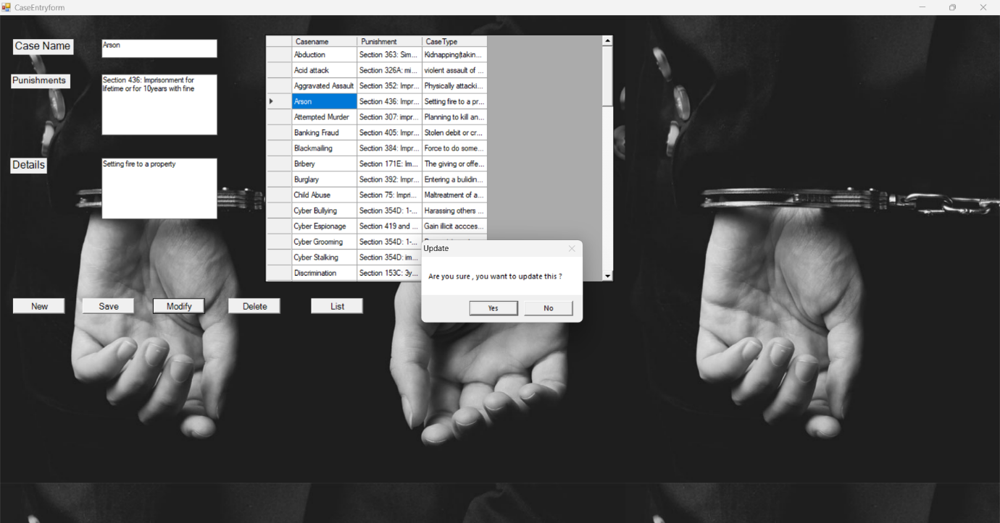 CaseEntryform
Case Name
Arson
Punishments
Section 436: Imprisonment for
lifetime or for 10years with fine
Details
Setting fire to a property
Casename Punishment CaseType
Abduction Section 363: Sim... Kidnapping(takin...
Acid attack Section 326A: mi... violent assault of ...
Aggravated Assault Section 352: Impr... Physically attacki...
Arson Section 436: Impr... Setting fire to a pr...
Attempted Murder Section 307: impr... Planning to kill an...
Banking Fraud Section 405: Impr... Stolen debit or cr...
Blackmailing Section 384: Impr... Force to do some...
Bribery Section 171E: Im... The giving or offe...
Burglary Section 392: Impr... Entering a bulidin...
Child Abuse Section 75: Impri... Maltreatment of a...
Cyber Bullying Section 354D: 1-... Harassing others ...
Cyber Espionage Section 419 and ... Gain illicit accces...
Cyber Grooming Section 354D: 1-...
Cyber Stalking Section 354D: im...
Discrimination Section 153C: 3y...
Update
Are you sure , you want to update this ?
Yes No
New Save Modify Delete List